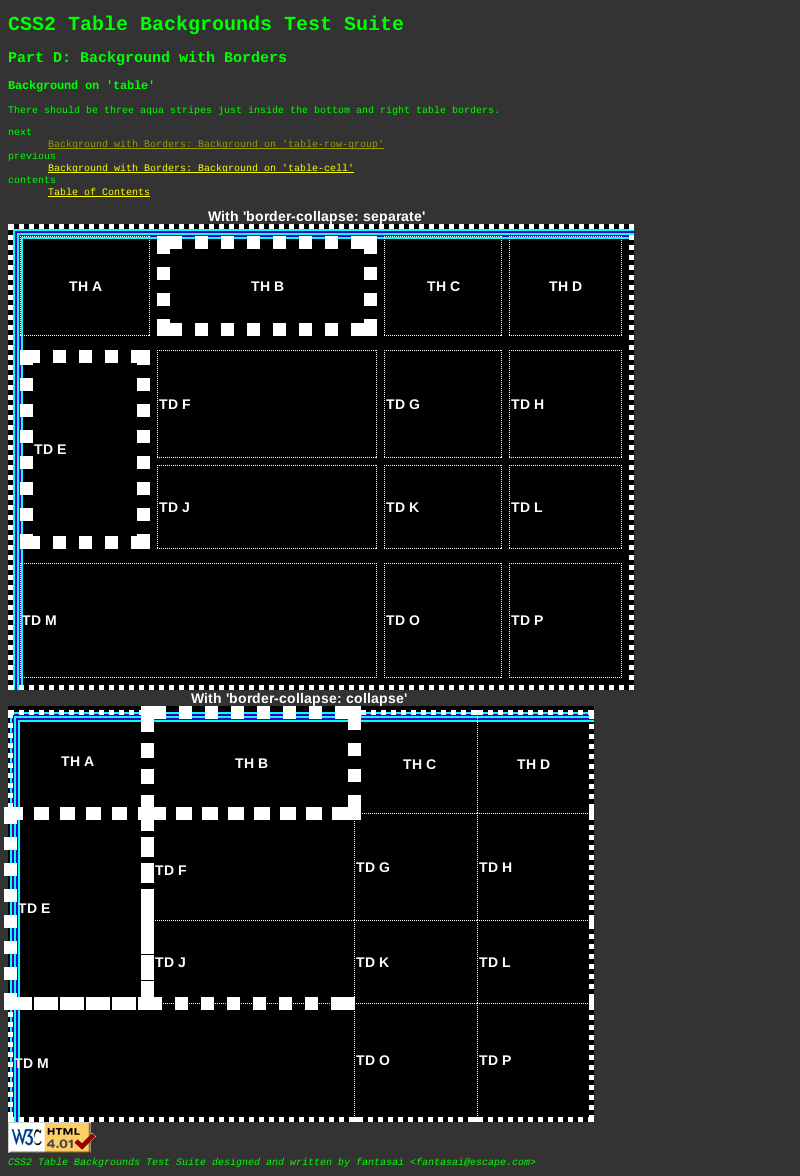 CSS2 Table Backgrounds Test Suite
Part D: Background with Borders
Background on 'table'
There should be three aqua stripes just inside the bottom and right table borders.
next
Background with Borders: Background on 'table-row-group'
previous
Background with Borders: Background on 'table-cell'
contents
Table of Contents
With 'border-collapse: separate'
TH A TH B TH C TH D
TD F TD G TD H
TD E
TD J TD K TD L
TD M TD O TD P
With 'border-collapse: collapse'
TH A TH B TH C TH D
TD F TD G TD H
TD E
TD J TD K TD L
TD M TD O TD P
W3C HTML 4.01
CSS2 Table Backgrounds Test Suite designed and written by fantasai <fantasai@escape.com>